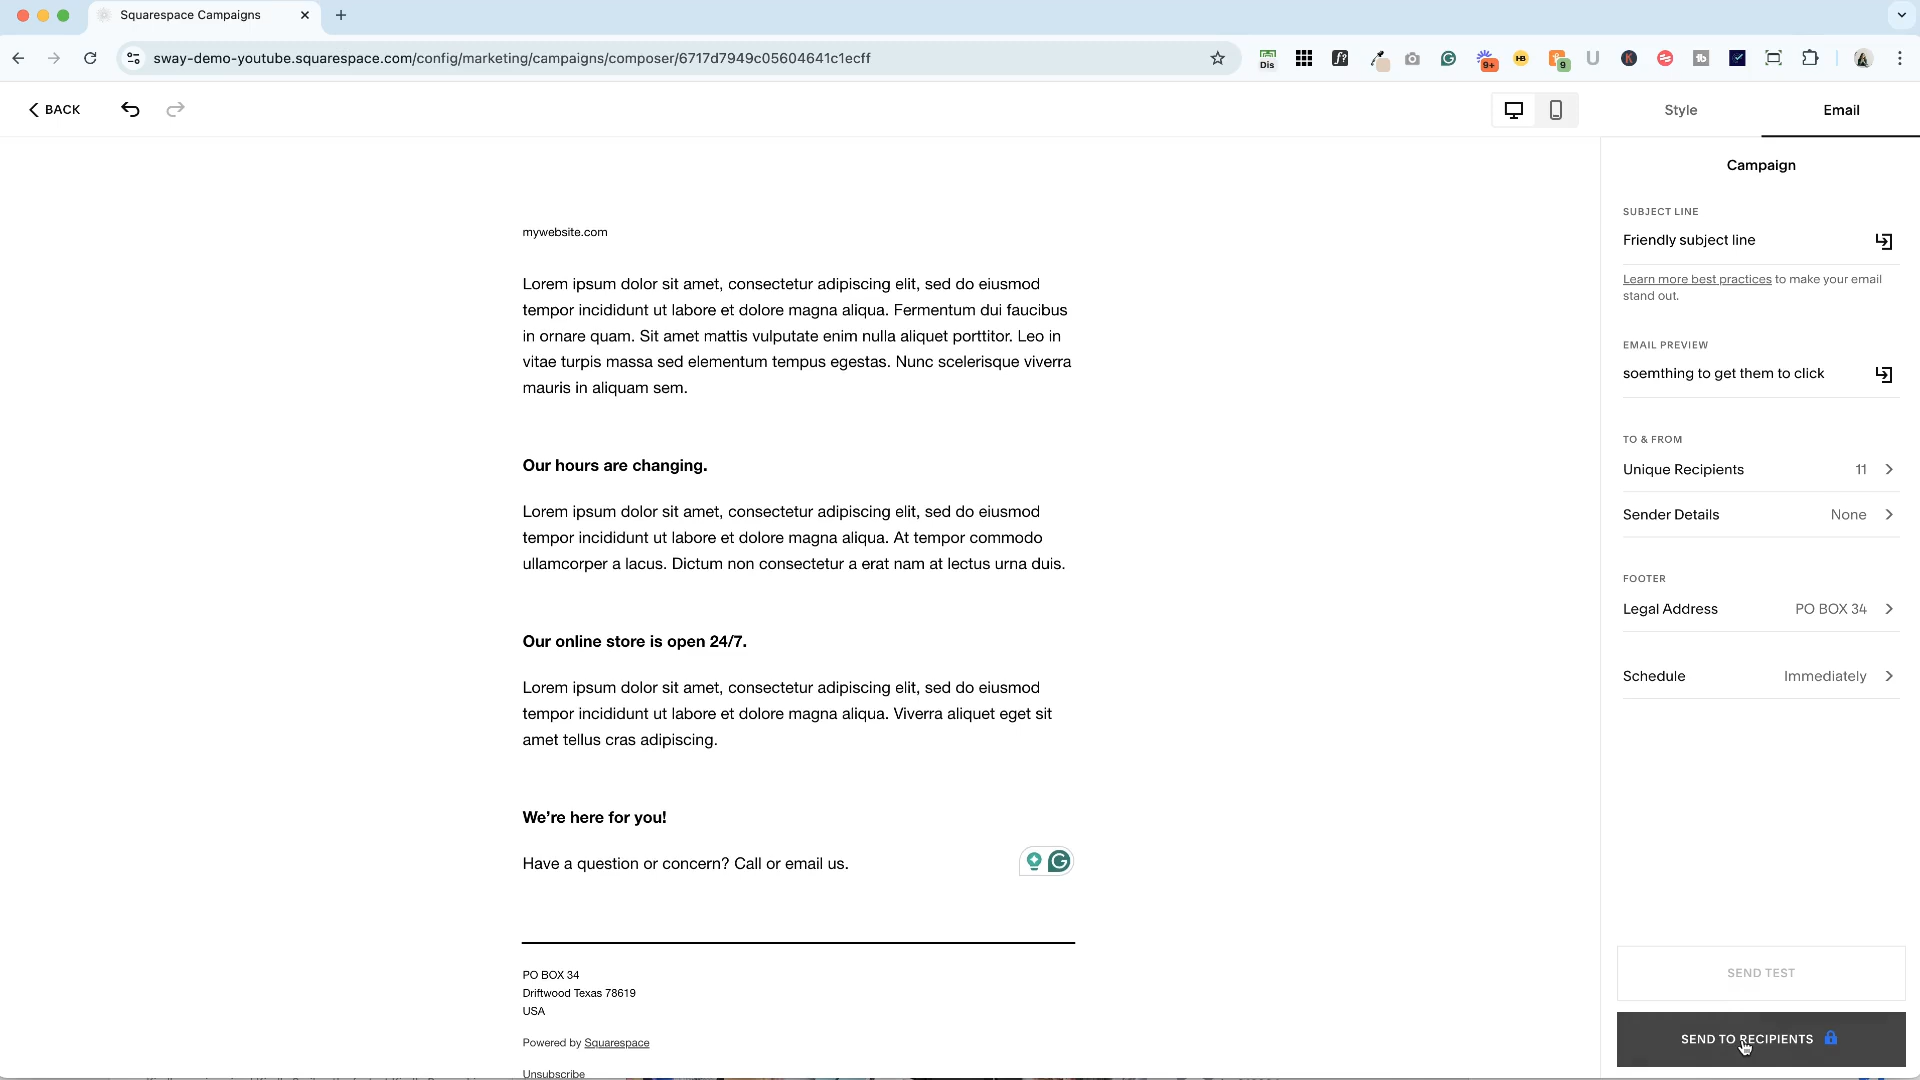 Squarespace Campaigns
sway-demo-youtube.squarespace.com/config/marketing/campaigns/composer/6717d7949c05604641c1ecff
Dis
f?
9+
HB
9
U
K
BACK
Style
Email
Campaign
SUBJECT LINE
Friendly subject line
Learn more best practices to make your email
stand out.
EMAIL PREVIEW
soemthing to get them to click
TO & FROM
Unique Recipients 11
Sender Details None
FOOTER
Legal Address PO BOX 34
Schedule Immediately
SEND TEST
SEND TO RECIPIENTS
mywebsite.com
Lorem ipsum dolor sit amet, consectetur adipiscing elit, sed do eiusmod
tempor incididunt ut labore et dolore magna aliqua. Fermentum dui faucibus
in ornare quam. Sit amet mattis vulputate enim nulla aliquet porttitor. Leo in
vitae turpis massa sed elementum tempus egestas. Nunc scelerisque viverra
mauris in aliquam sem.
Our hours are changing.
Lorem ipsum dolor sit amet, consectetur adipiscing elit, sed do eiusmod
tempor incididunt ut labore et dolore magna aliqua. At tempor commodo
ullamcorper a lacus. Dictum non consectetur a erat nam at lectus urna duis.
Our online store is open 24/7.
Lorem ipsum dolor sit amet, consectetur adipiscing elit, sed do eiusmod
tempor incididunt ut labore et dolore magna aliqua. Viverra aliquet eget sit
amet tellus cras adipiscing.
We're here for you!
Have a question or concern? Call or email us.
PO BOX 34
Driftwood Texas 78619
USA
Powered by Squarespace
Unsubscribe